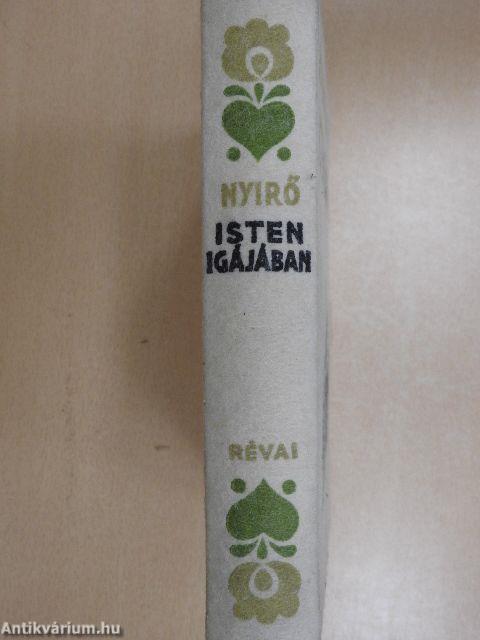 NYIRŐ
ISTEN
IGÁJÁBAN
RÉVAI
Antikvárium.hu